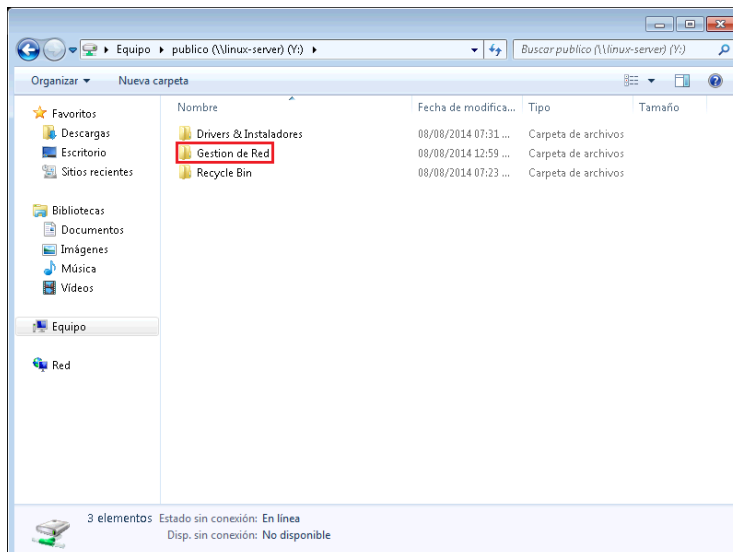 Equipo publico (\\linux-server) (Y:)
Buscar publico (\\linux-server) (Y:)
Organizar Nueva carpeta
Favoritos
Descargas
Escritorio
Sitios recientes
Bibliotecas
Documentos
Imágenes
Música
Vídeos
Equipo
Red
Nombre Fecha de modifica... Tipo Tamaño
Drivers & Instaladores 08/08/2014 07:31 ... Carpeta de archivos
Gestion de Red 08/08/2014 12:59 ... Carpeta de archivos
Recycle Bin 08/08/2014 07:23 ... Carpeta de archivos
3 elementos Estado sin conexión: En línea
Disp. sin conexión: No disponible